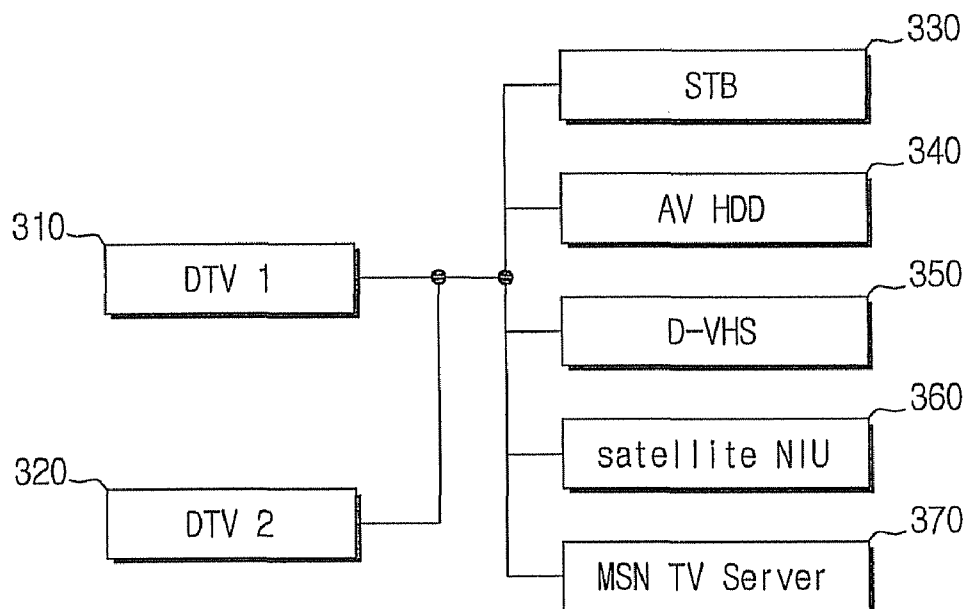 330
STB
340
AV HDD
310
DTV 1
350
D-VHS
360
satellite NIU
320
DTV 2
370
MSN TV Server